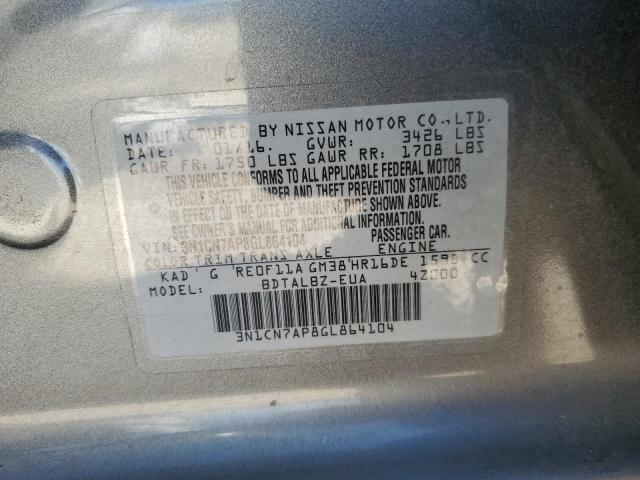 MANUFACTURED BY NISSAN MOTOR CO.,LTD.
DATE: 01/16. GVWR: 3426 LBS
GAWR FR: 1750 LBS GAWR RR: 1708 LBS
THIS VEHICLE CONFORMS TO ALL APPLICABLE FEDERAL MOTOR
VEHICLE SAFETY, BUMPER AND THEFT PREVENTION STANDARDS
IN EFFECT ON THE DATE OF MANUFACTURE SHOWN ABOVE.
SEE OWNER'S MANUAL FOR ADDITIONAL INFORMATION.
VIN: 3N1CN7AP8GL864104 PASSENGER CAR.
COLOR TRIM TRANS AXLE ENGINE
KAD G RE0F11A GM38 HR16DE 1598 CC
MODEL: BDTALBZ-EUA 42000
3N1CN7AP8GL864104